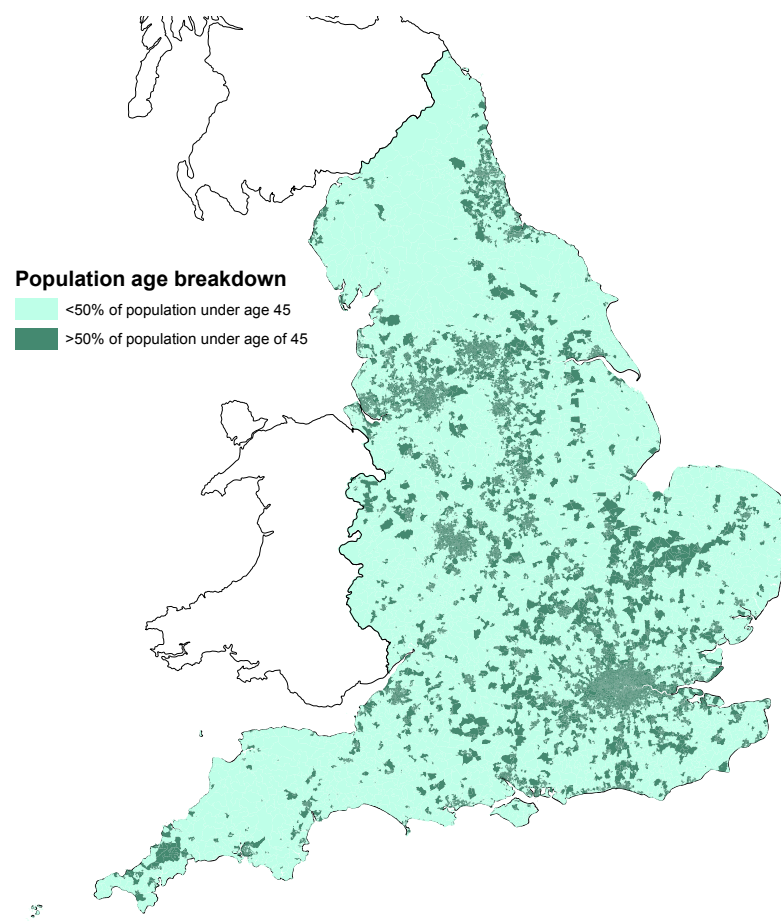 Population age breakdown
<50% of population under age 45
>50% of population under age of 45